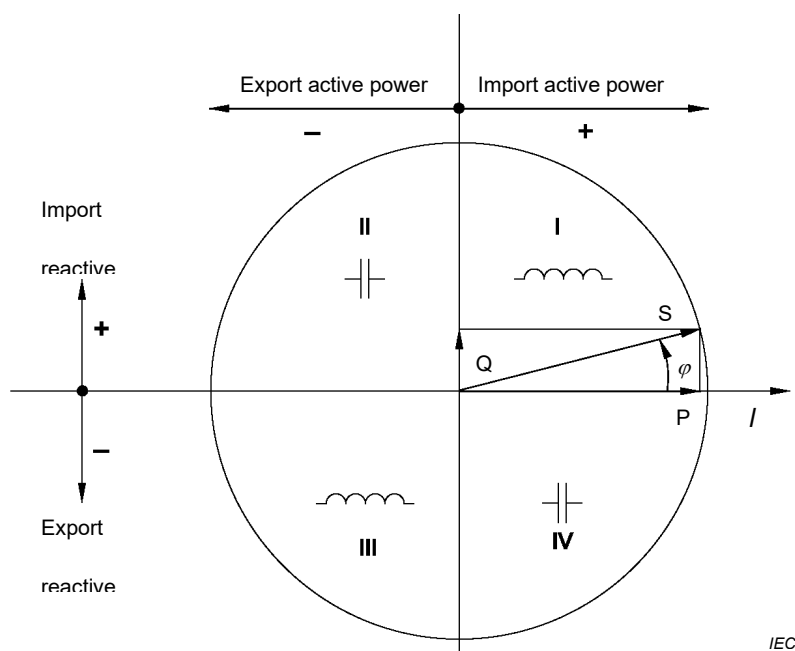 Export active power
Import active power
–
+
Import
reactive
II
I
+
S
Q
φ
P
I
–
Export
reactive
III
IV
IEC